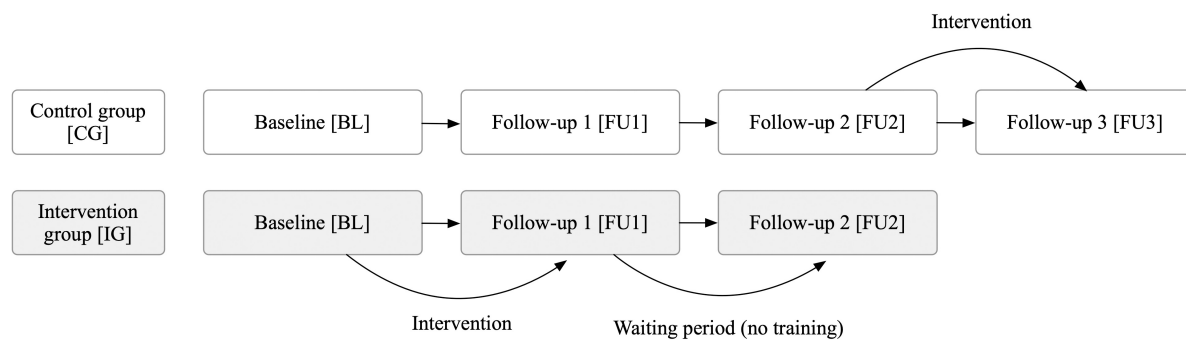 Intervention
Control group
[CG]
Baseline [BL]
Follow-up 1 [FU1]
Follow-up 2 [FU2]
Follow-up 3 [FU3]
Intervention
group [IG]
Baseline [BL]
Follow-up 1 [FU1]
Follow-up 2 [FU2]
Intervention
Waiting period (no training)